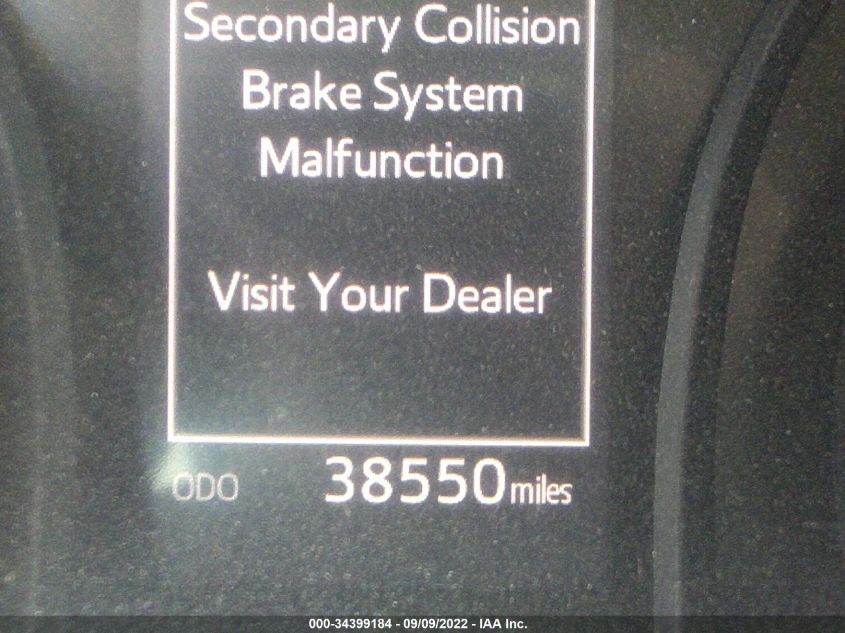 Secondary Collision
Brake System
Malfunction
Visit Your Dealer
ODO 38550 miles
000-34399184 - 09/09/2022 - IAA Inc.